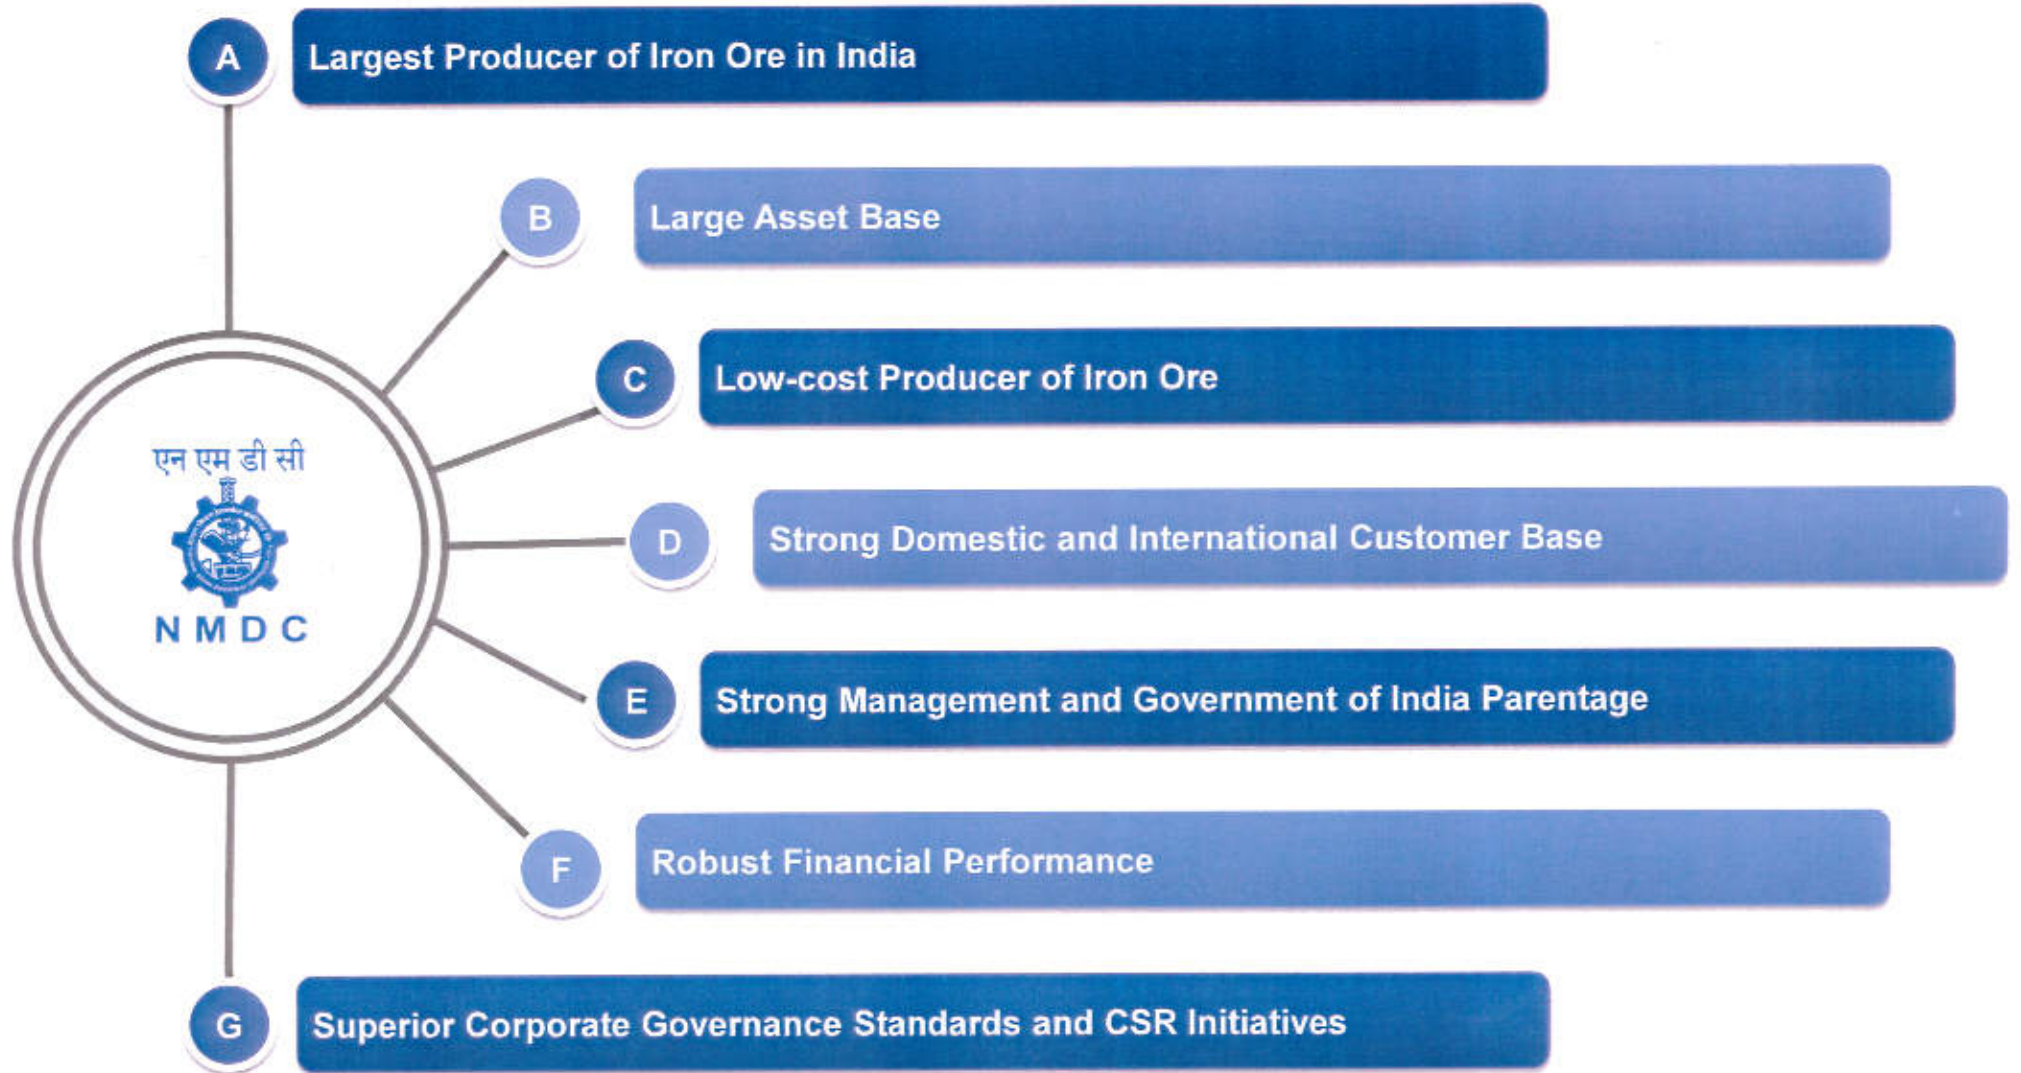 A
Largest Producer of Iron Ore in India
B
Large Asset Base
C
Low-cost Producer of Iron Ore
एन एम डी सी
N M D C
D
Strong Domestic and International Customer Base
E
Strong Management and Government of India Parentage
F
Robust Financial Performance
G
Superior Corporate Governance Standards and CSR Initiatives